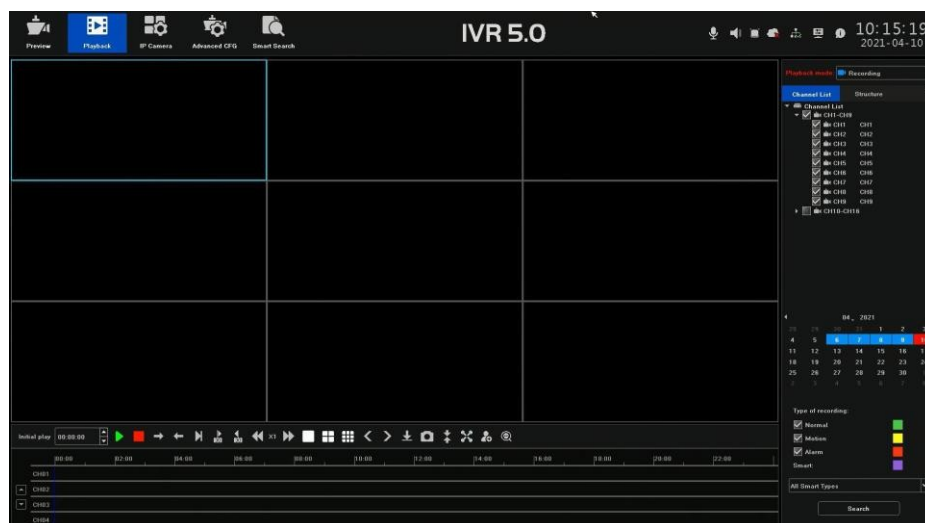 IVR 5.0
10:15:19
2021-04-10
Preview
Playback
IP Camera
Advanced CFG
Smart Search
Playback mode:
Recording
Channel List
Structure
Channel List
CH1-CH9
CH1 CH1
CH2 CH2
CH3 CH3
CH4 CH4
CH5 CH5
CH6 CH6
CH7 CH7
CH8 CH8
CH9 CH9
CH10-CH16
04 2021
1 2
4 5 6 7 8 9
11 12 13 14 15 16
18 19 20 21 22 23
25 26 27 28 29 30
Type of recording:
Normal
Motion
Alarm
Smart:
All Smart Types
Search
Initial play 00:00:00
X1
00:00 02:00 04:00 06:00 08:00 10:00 12:00 14:00 16:00 18:00 20:00 22:00
CH01
CH02
CH03
CH04